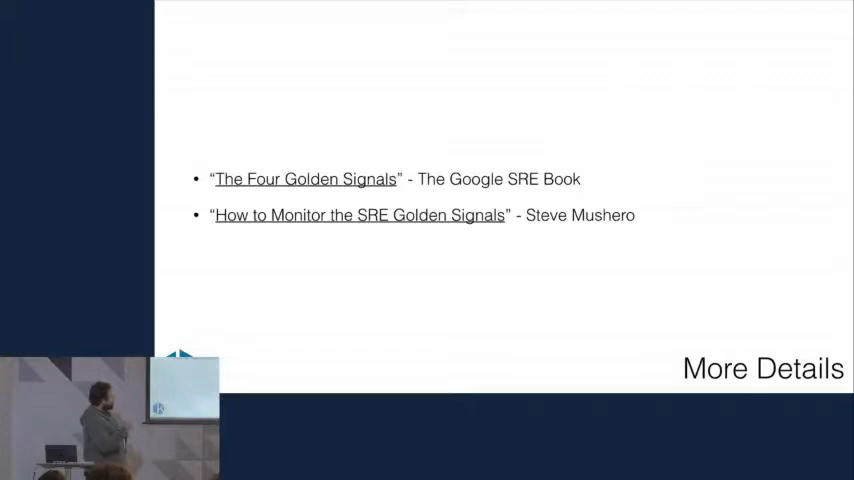 • “The Four Golden Signals” - The Google SRE Book
• “How to Monitor the SRE Golden Signals” - Steve Mushero
More Details